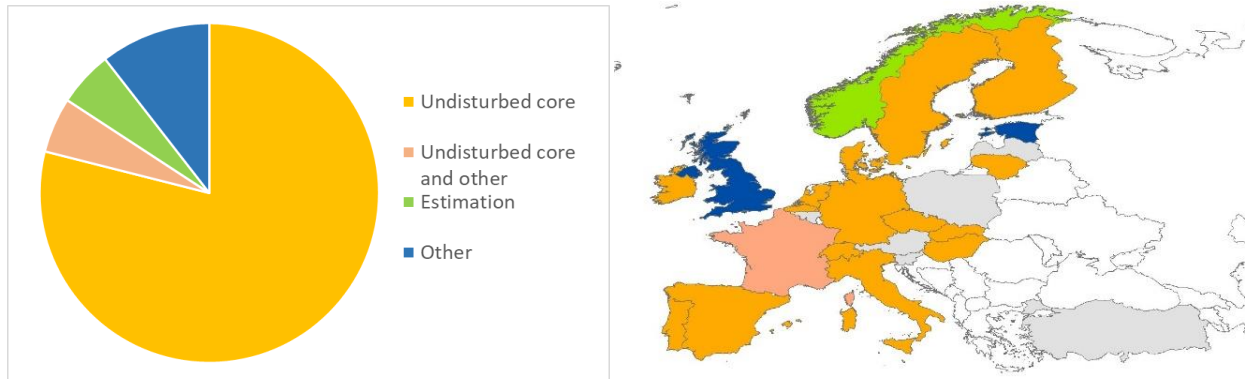 Undisturbed core
Undisturbed core
and other
Estimation
Other